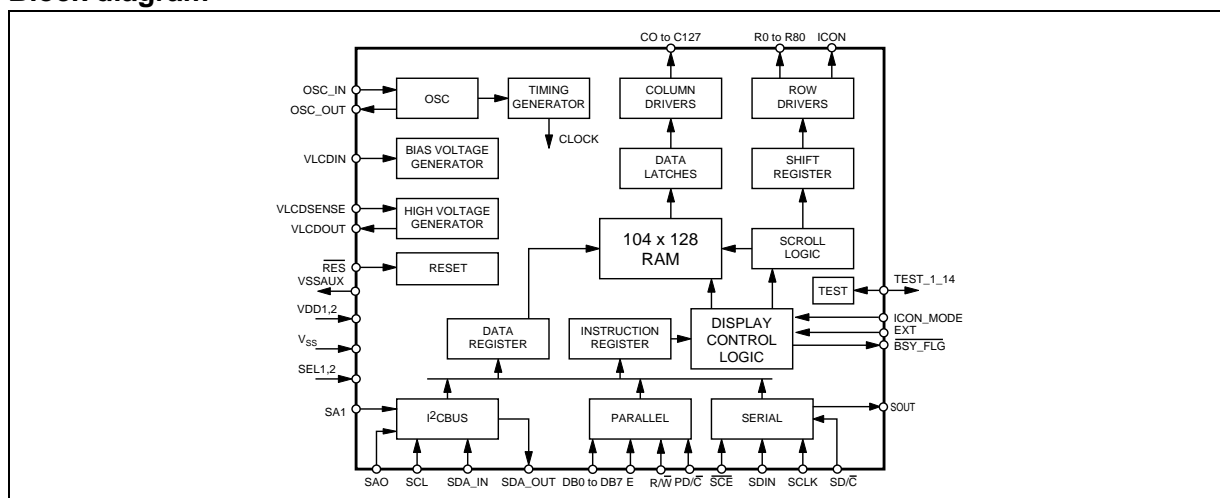 Block diagram
CO to C127
R0 to R80
ICON
OSC_IN
OSC_OUT
OSC
TIMING
GENERATOR
CLOCK
COLUMN
DRIVERS
ROW
DRIVERS
VLCDIN
BIAS VOLTAGE
GENERATOR
DATA
LATCHES
SHIFT
REGISTER
VLCDSENSE
VLCDOUT
HIGH VOLTAGE
GENERATOR
104 x 128
RAM
SCROLL
LOGIC
R̅E̅S̅
RESET
VSSAUX
TEST
TEST_1_14
VDD1,2
ICON_MODE
EXT
B̅S̅Y̅_̅F̅L̅G̅
DATA
REGISTER
INSTRUCTION
REGISTER
DISPLAY
CONTROL
LOGIC
VSS
SEL1,2
SA1
I²CBUS
PARALLEL
SERIAL
SOUT
SAO
SCL
SDA_IN
SDA_OUT
DB0 to DB7
E
R/W̅
PD/C̅
S̅C̅E̅
SDIN
SCLK
SD/C̅